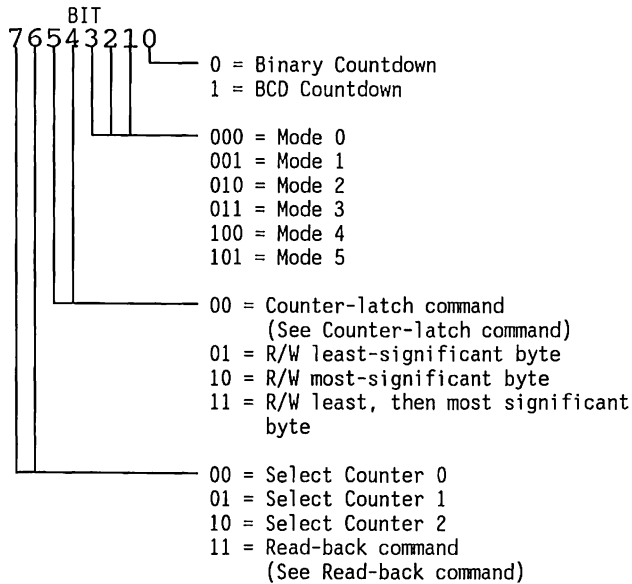 BIT
76543210
0 = Binary Countdown
1 = BCD Countdown
000 = Mode 0
001 = Mode 1
010 = Mode 2
011 = Mode 3
100 = Mode 4
101 = Mode 5
00 = Counter-latch command
(See Counter-latch command)
01 = R/W least-significant byte
10 = R/W most-significant byte
11 = R/W least, then most significant
byte
00 = Select Counter 0
01 = Select Counter 1
10 = Select Counter 2
11 = Read-back command
(See Read-back command)